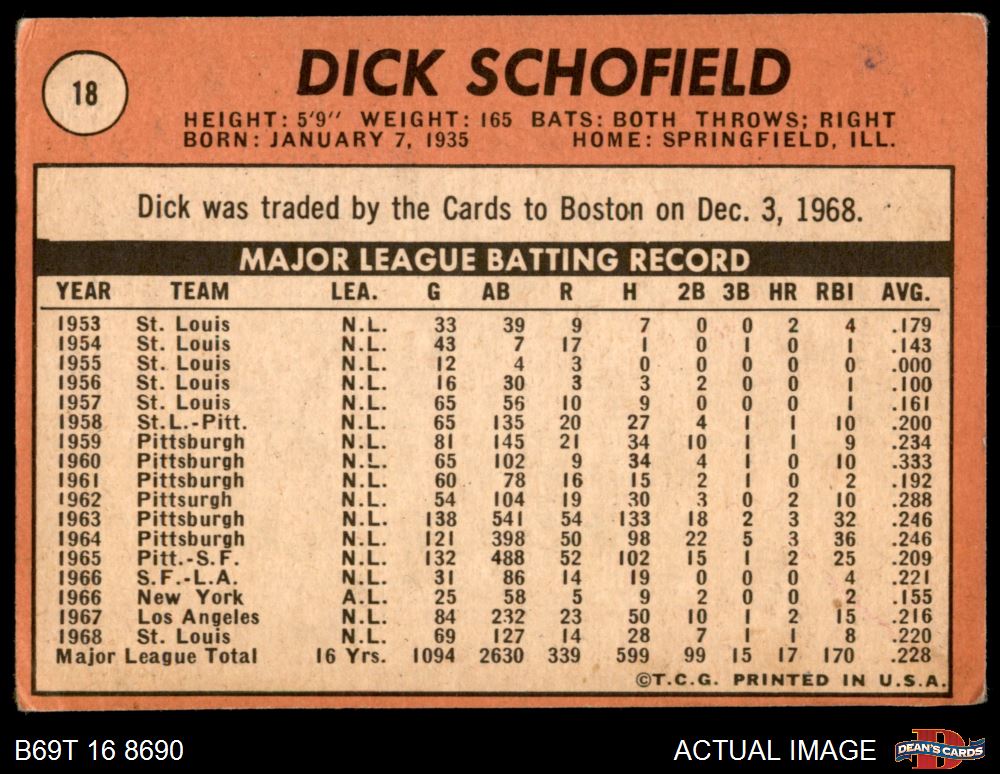 18
DICK SCHOFIELD
HEIGHT: 5'9" WEIGHT: 165 BATS: BOTH THROWS: RIGHT
BORN: JANUARY 7, 1935 HOME: SPRINGFIELD, ILL.
Dick was traded by the Cards to Boston on Dec. 3, 1968.
MAJOR LEAGUE BATTING RECORD
YEAR TEAM LEA. G AB R H 2B 3B HR RBI AVG.
1953 St. Louis N.L. 33 39 9 7 0 0 2 4 .179
1954 St. Louis N.L. 43 7 17 1 0 1 0 1 .143
1955 St. Louis N.L. 12 4 3 0 0 0 0 0 .000
1956 St. Louis N.L. 16 30 3 3 2 0 0 1 .100
1957 St. Louis N.L. 65 56 10 9 0 0 0 1 .161
1958 St.L.-Pitt. N.L. 65 135 20 27 4 1 1 10 .200
1959 Pittsburgh N.L. 81 145 21 34 10 1 1 9 .234
1960 Pittsburgh N.L. 65 102 9 34 4 1 0 10 .333
1961 Pittsburgh N.L. 60 78 16 15 2 1 0 2 .192
1962 Pittsurgh N.L. 54 104 19 30 3 0 2 10 .288
1963 Pittsburgh N.L. 138 541 54 133 18 2 3 32 .246
1964 Pittsburgh N.L. 121 398 50 98 22 5 3 36 .246
1965 Pitt.-S.F. N.L. 132 488 52 102 15 1 2 25 .209
1966 S.F.-L.A. N.L. 31 86 14 19 0 0 0 4 .221
1966 New York A.L. 25 58 5 9 2 0 0 2 .155
1967 Los Angeles N.L. 84 232 23 50 10 1 2 15 .216
1968 St. Louis N.L. 69 127 14 28 7 1 1 8 .220
Major League Total 16 Yrs. 1094 2630 339 599 99 15 17 170 .228
©T.C.G. PRINTED IN U.S.A.
B69T 16 8690 ACTUAL IMAGE DEAN'S CARDS